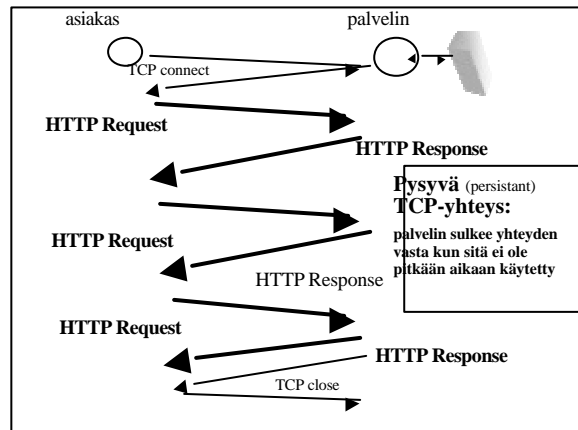 asiakas
palvelin
TCP connect
HTTP Request
HTTP Response
Pysyvä (persistant)
TCP-yhteys:
palvelin sulkee yhteyden
vasta kun sitä ei ole
pitkään aikaan käytetty
HTTP Request
HTTP Response
HTTP Request
HTTP Response
TCP close